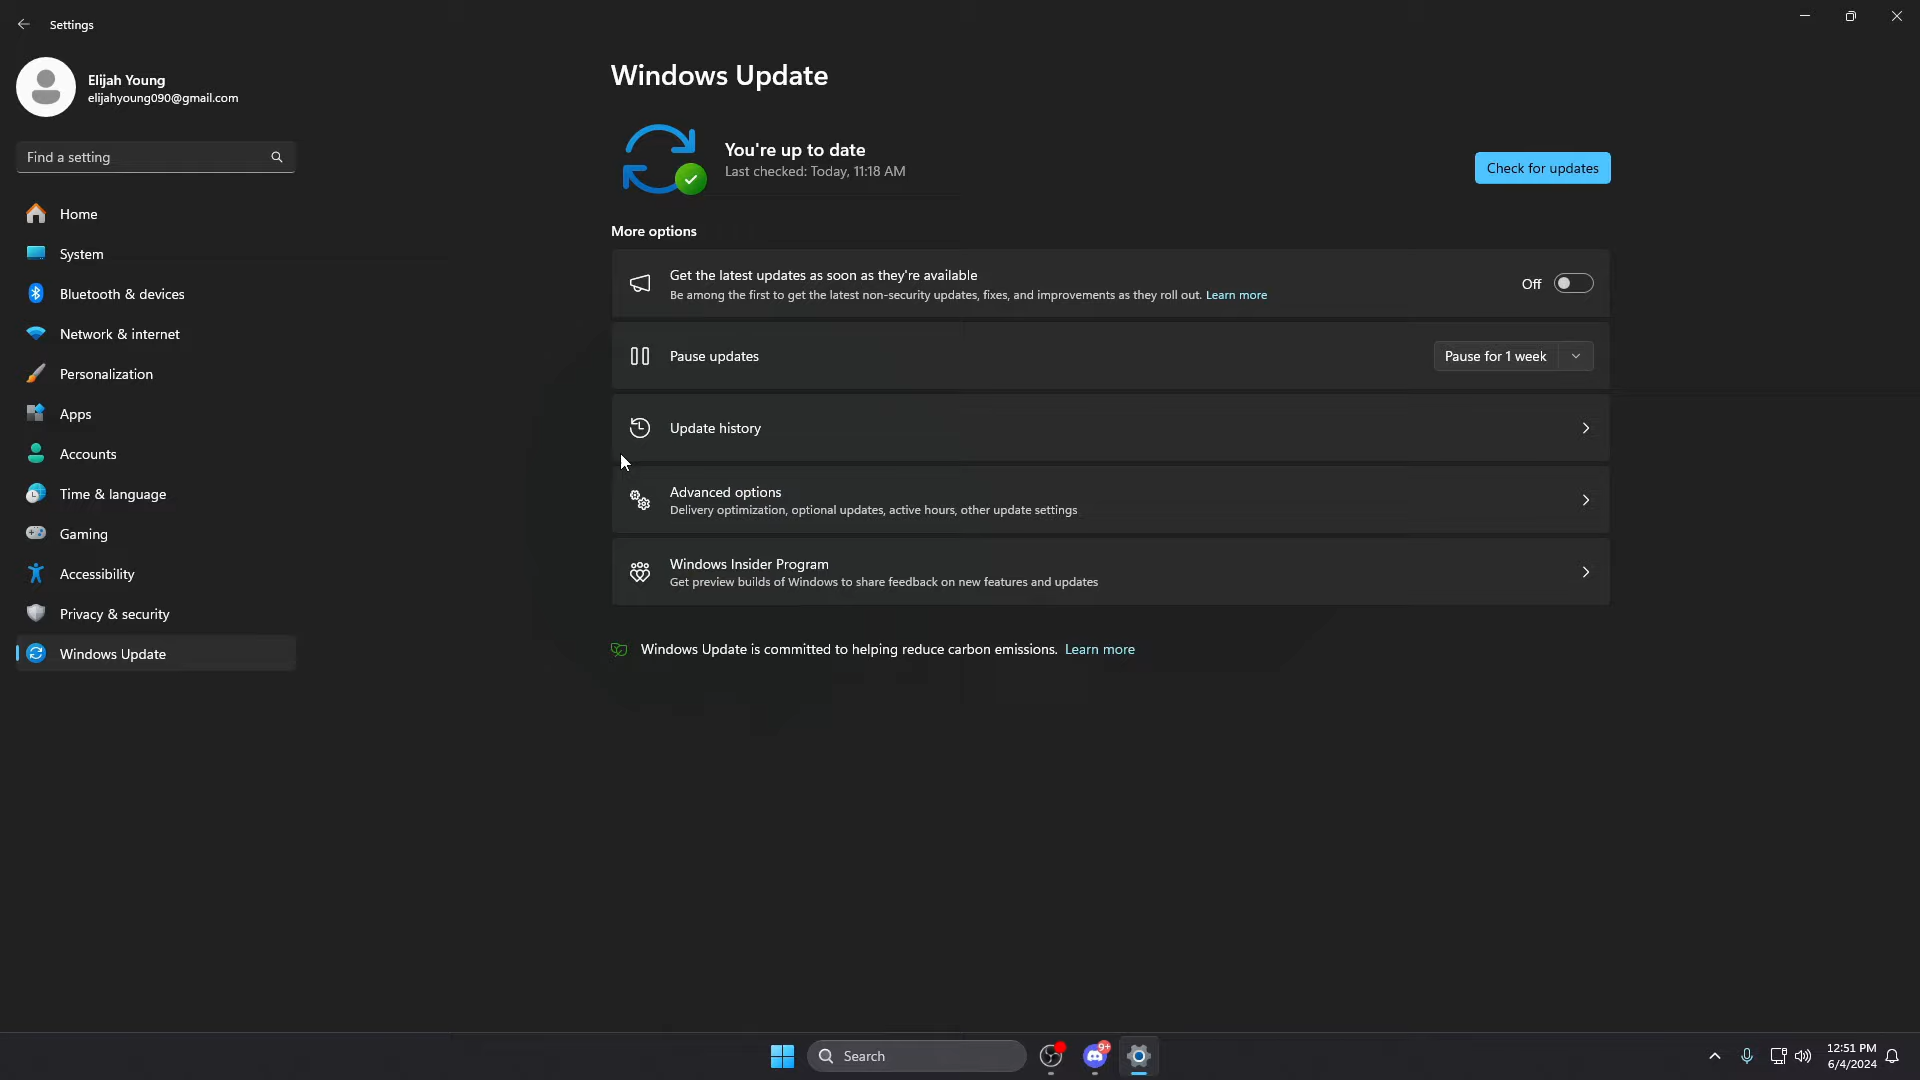 Settings
Elijah Young
elijahyoung090@gmail.com
Find a setting
Home
System
Bluetooth & devices
Network & internet
Personalization
Apps
Accounts
Time & language
Gaming
Accessibility
Privacy & security
Windows Update
Windows Update
You're up to date
Last checked: Today, 11:18 AM
Check for updates
More options
Get the latest updates as soon as they're available
Be among the first to get the latest non-security updates, fixes, and improvements as they roll out. Learn more
Off
Pause updates
Pause for 1 week
Update history
Advanced options
Delivery optimization, optional updates, active hours, other update settings
Windows Insider Program
Get preview builds of Windows to share feedback on new features and updates
Windows Update is committed to helping reduce carbon emissions. Learn more
Search
9+
12:51 PM
6/4/2024